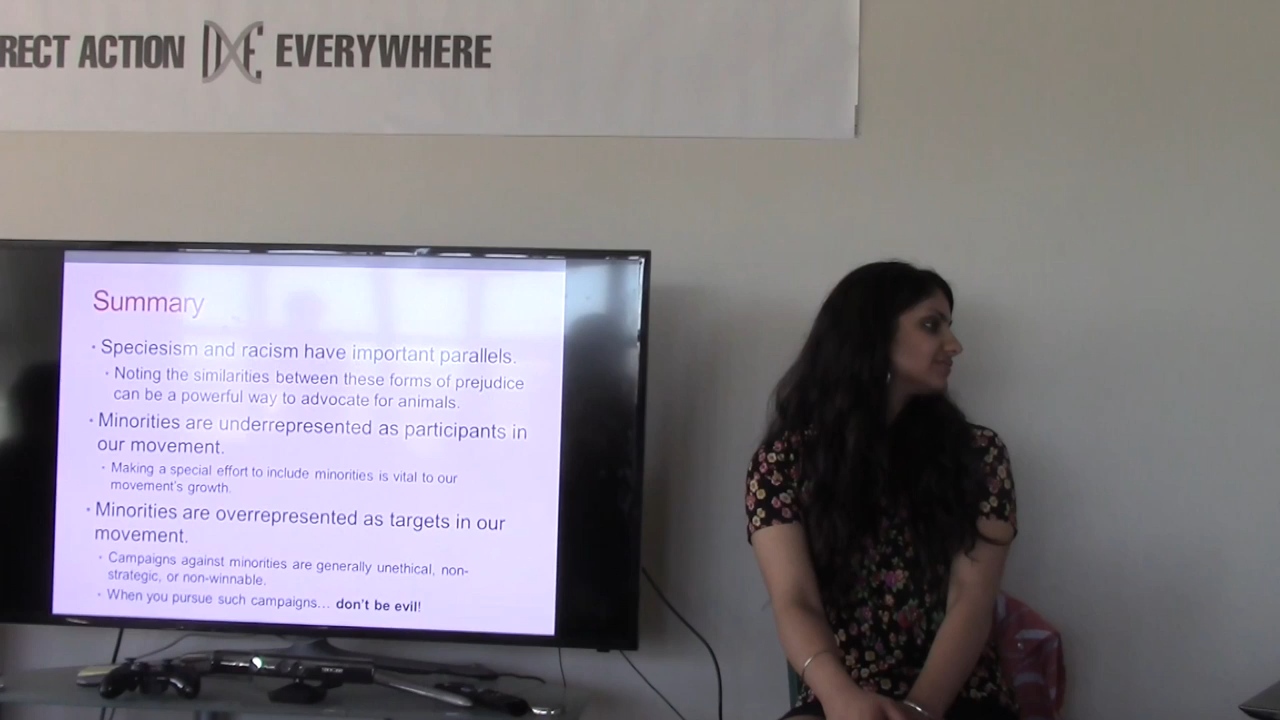 RECT ACTION DXE EVERYWHERE
Summary
• Speciesism and racism have important parallels.
• Noting the similarities between these forms of prejudice
can be a powerful way to advocate for animals.
• Minorities are underrepresented as participants in
our movement.
• Making a special effort to include minorities is vital to our
movement's growth.
• Minorities are overrepresented as targets in our
movement.
• Campaigns against minorities are generally unethical, non-
strategic, or non-winnable.
• When you pursue such campaigns… don't be evil!